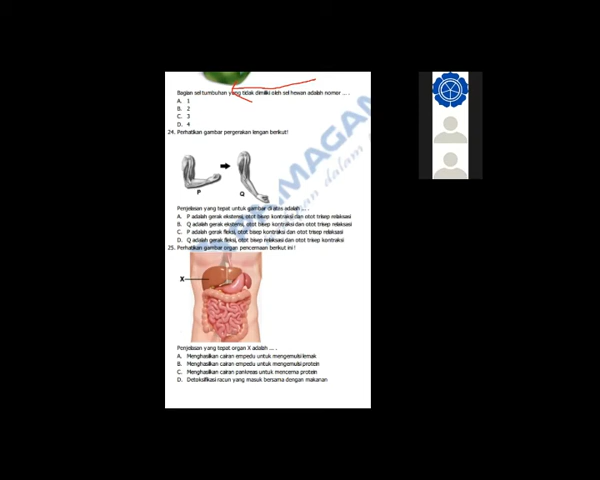 Bagian sel tumbuhan yang tidak dimiliki oleh sel hewan adalah nomer ... .
A. 1
B. 2
C. 3
D. 4
24. Perhatikan gambar pergerakan lengan berikut!
P
Q
Penjelasan yang tepat untuk gambar di atas adalah ... .
A. P adalah gerak ekstensi, otot bisep kontraksi dan otot trisep relaksasi
B. Q adalah gerak ekstensi, otot bisep kontraksi dan otot trisep relaksasi
C. P adalah gerak fleksi, otot bisep kontraksi dan otot trisep relaksasi
D. Q adalah gerak fleksi, otot bisep relaksasi dan otot trisep kontraksi
25. Perhatikan gambar organ pencernaan berikut ini!
X
Penjelasan yang tepat organ X adalah ... .
A. Menghasilkan cairan empedu untuk mengemulsi lemak
B. Menghasilkan cairan empedu untuk mengemulsi protein
C. Menghasilkan cairan pankreas untuk mencerna protein
D. Detoksifikasi racun yang masuk bersama dengan makanan